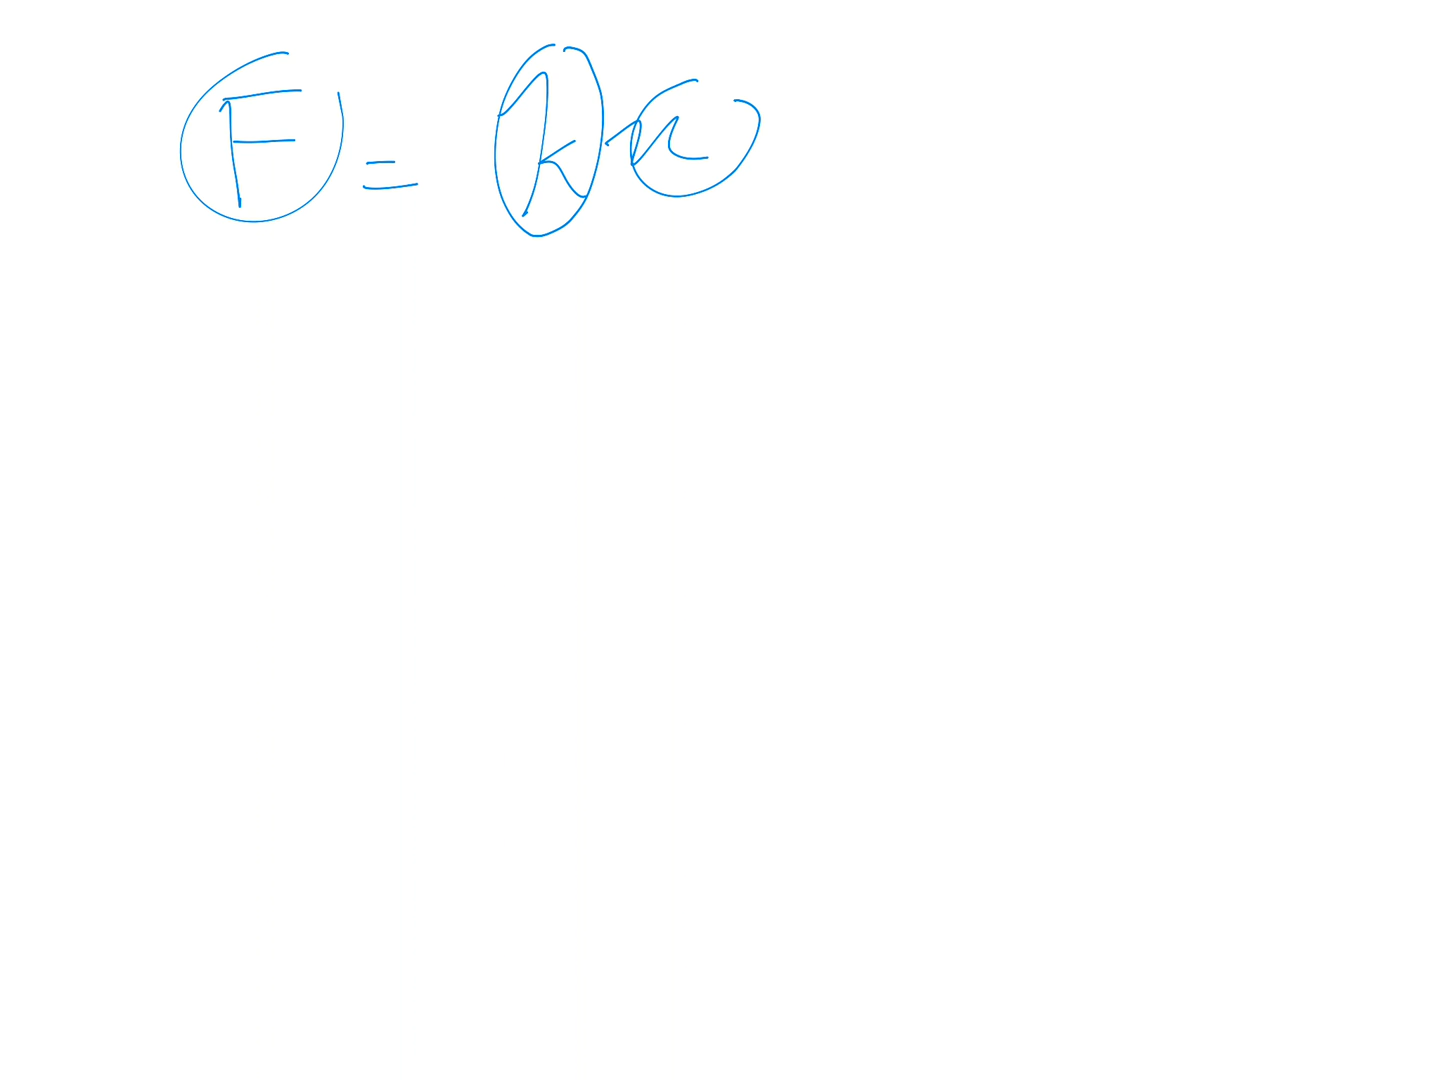 F = kx